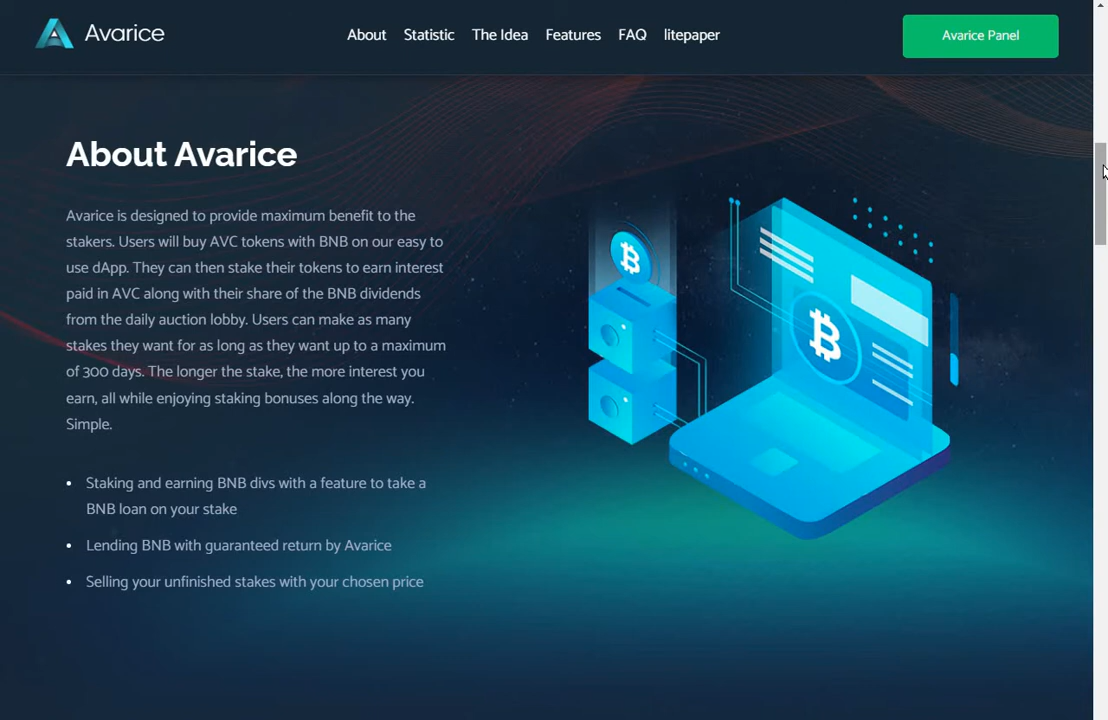 Avarice
About Statistic The Idea Features FAQ litepaper
Avarice Panel
About Avarice
Avarice is designed to provide maximum benefit to the
stakers. Users will buy AVC tokens with BNB on our easy to
use dApp. They can then stake their tokens to earn interest
paid in AVC along with their share of the BNB dividends
from the daily auction lobby. Users can make as many
stakes they want for as long as they want up to a maximum
of 300 days. The longer the stake, the more interest you
earn, all while enjoying staking bonuses along the way.
Simple.
• Staking and earning BNB divs with a feature to take a
BNB loan on your stake
• Lending BNB with guaranteed return by Avarice
• Selling your unfinished stakes with your chosen price